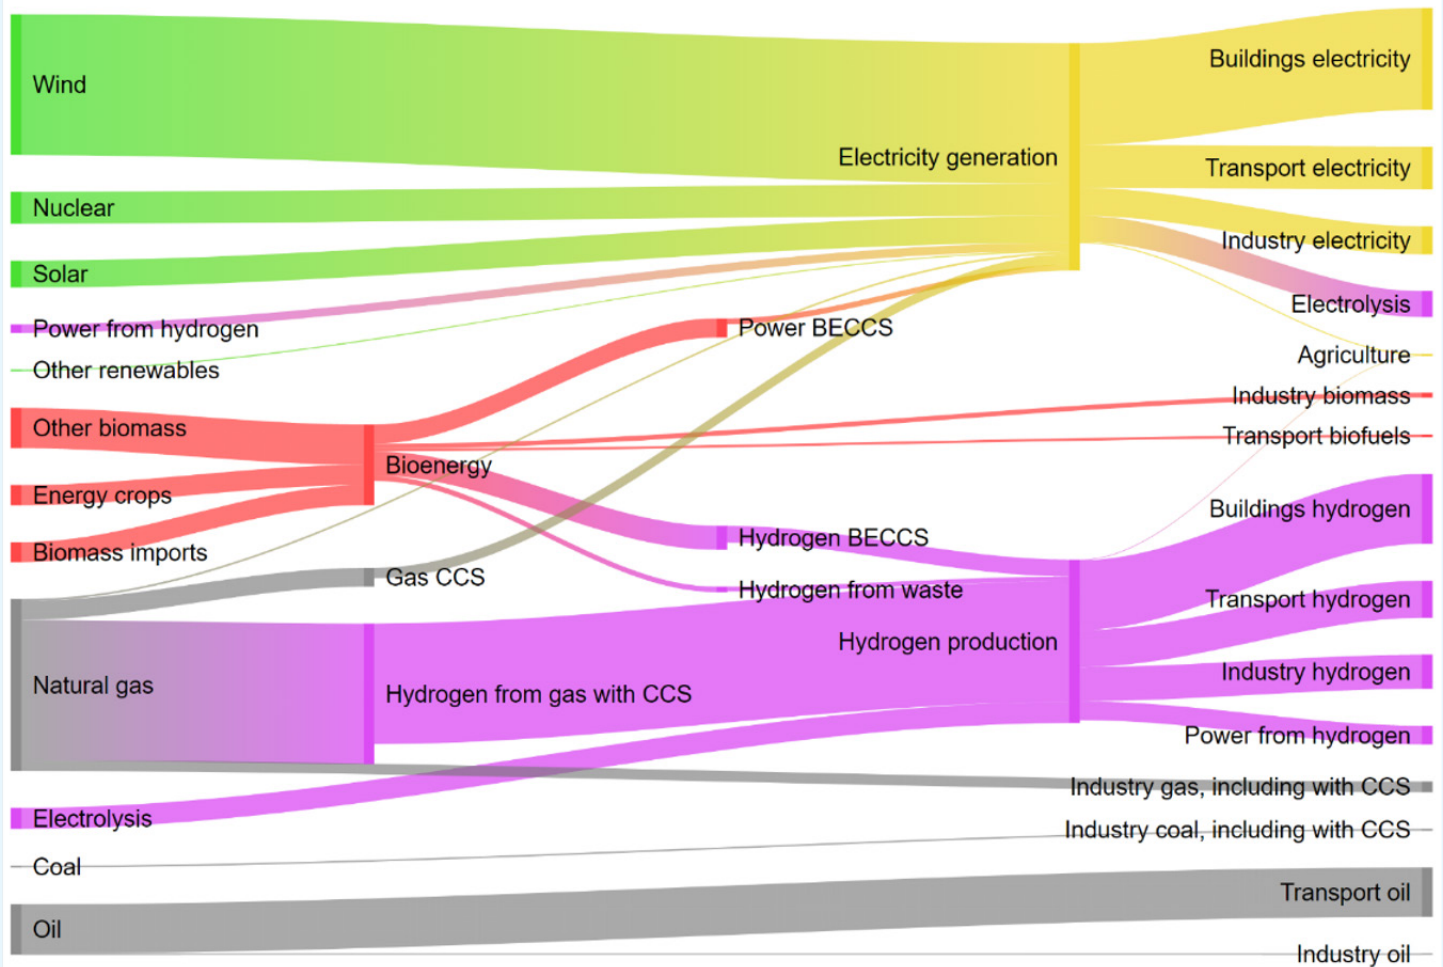 Wind
Nuclear
Solar
Power from hydrogen
Other renewables
Other biomass
Energy crops
Biomass imports
Natural gas
Electrolysis
Coal
Oil
Bioenergy
Gas CCS
Hydrogen from gas with CCS
Power BECCS
Hydrogen BECCS
Hydrogen from waste
Electricity generation
Hydrogen production
Buildings electricity
Transport electricity
Industry electricity
Electrolysis
Agriculture
Industry biomass
Transport biofuels
Buildings hydrogen
Transport hydrogen
Industry hydrogen
Power from hydrogen
Industry gas, including with CCS
Industry coal, including with CCS
Transport oil
Industry oil